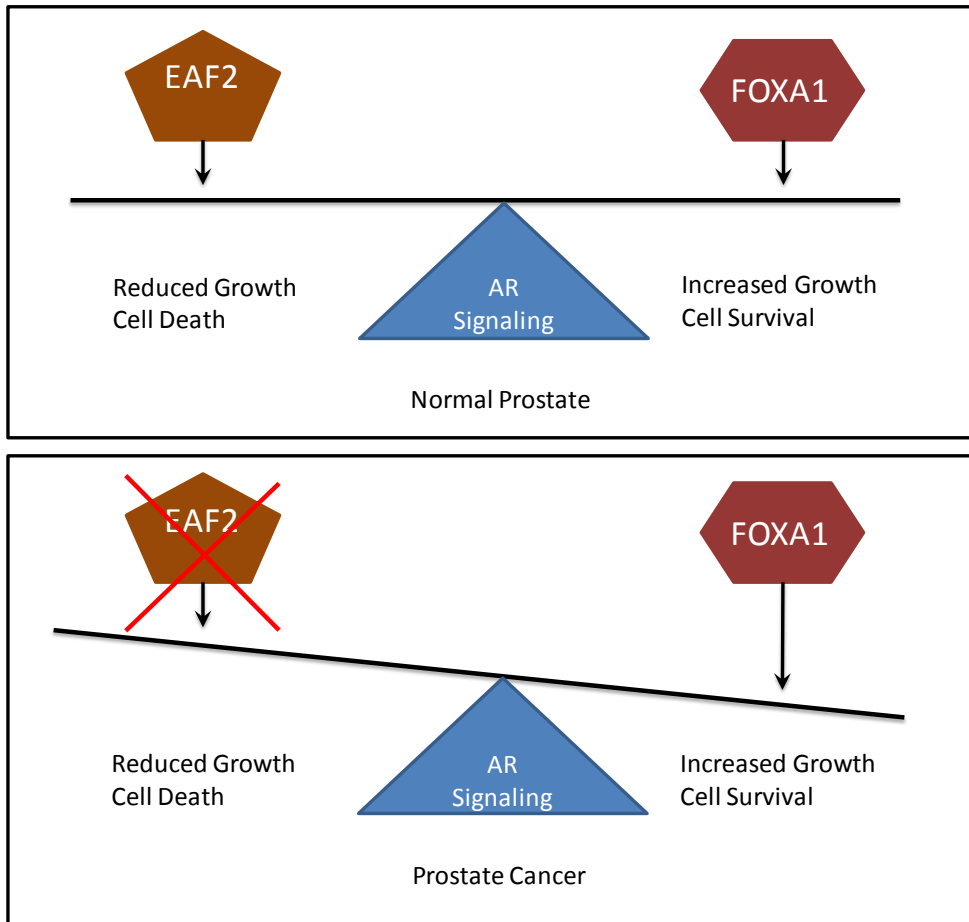 EAF2
FOXA1
Reduced Growth
Cell Death
AR
Signaling
Increased Growth
Cell Survival
Normal Prostate
EAF2
FOXA1
Reduced Growth
Cell Death
AR
Signaling
Increased Growth
Cell Survival
Prostate Cancer